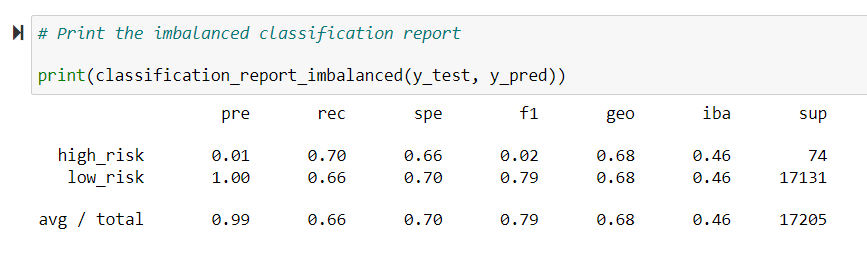 # Print the imbalanced classification report
print(classification_report_imbalanced(y_test, y_pred))
pre rec spe f1 geo iba sup
high_risk 0.01 0.70 0.66 0.02 0.68 0.46 74
low_risk 1.00 0.66 0.70 0.79 0.68 0.46 17131
avg / total 0.99 0.66 0.70 0.79 0.68 0.46 17205